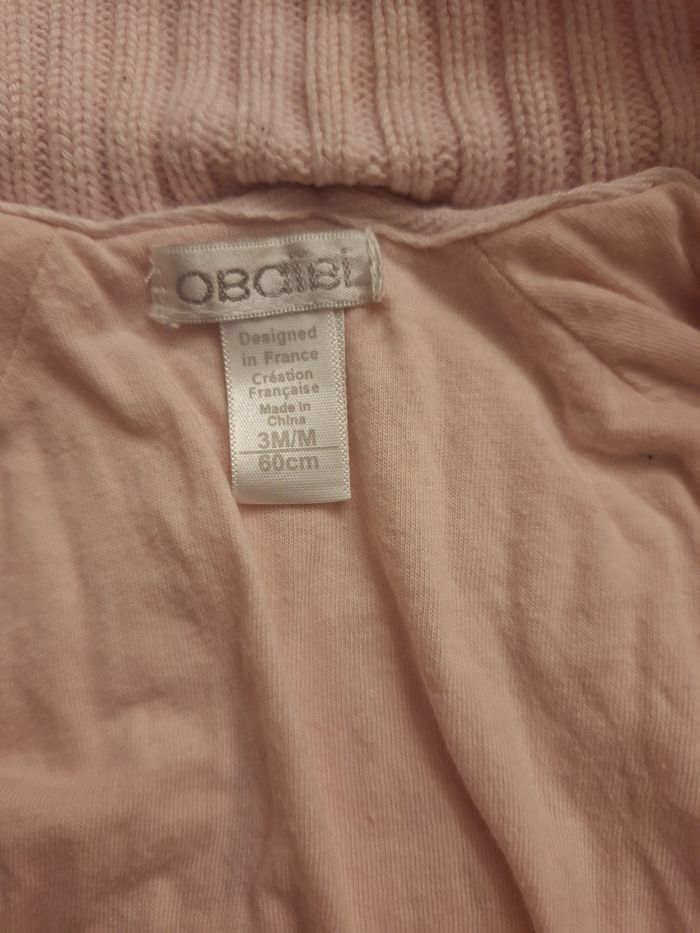 OBAÏBI
Designed
in France
Création
Française
Made in
China
3M/M
60cm